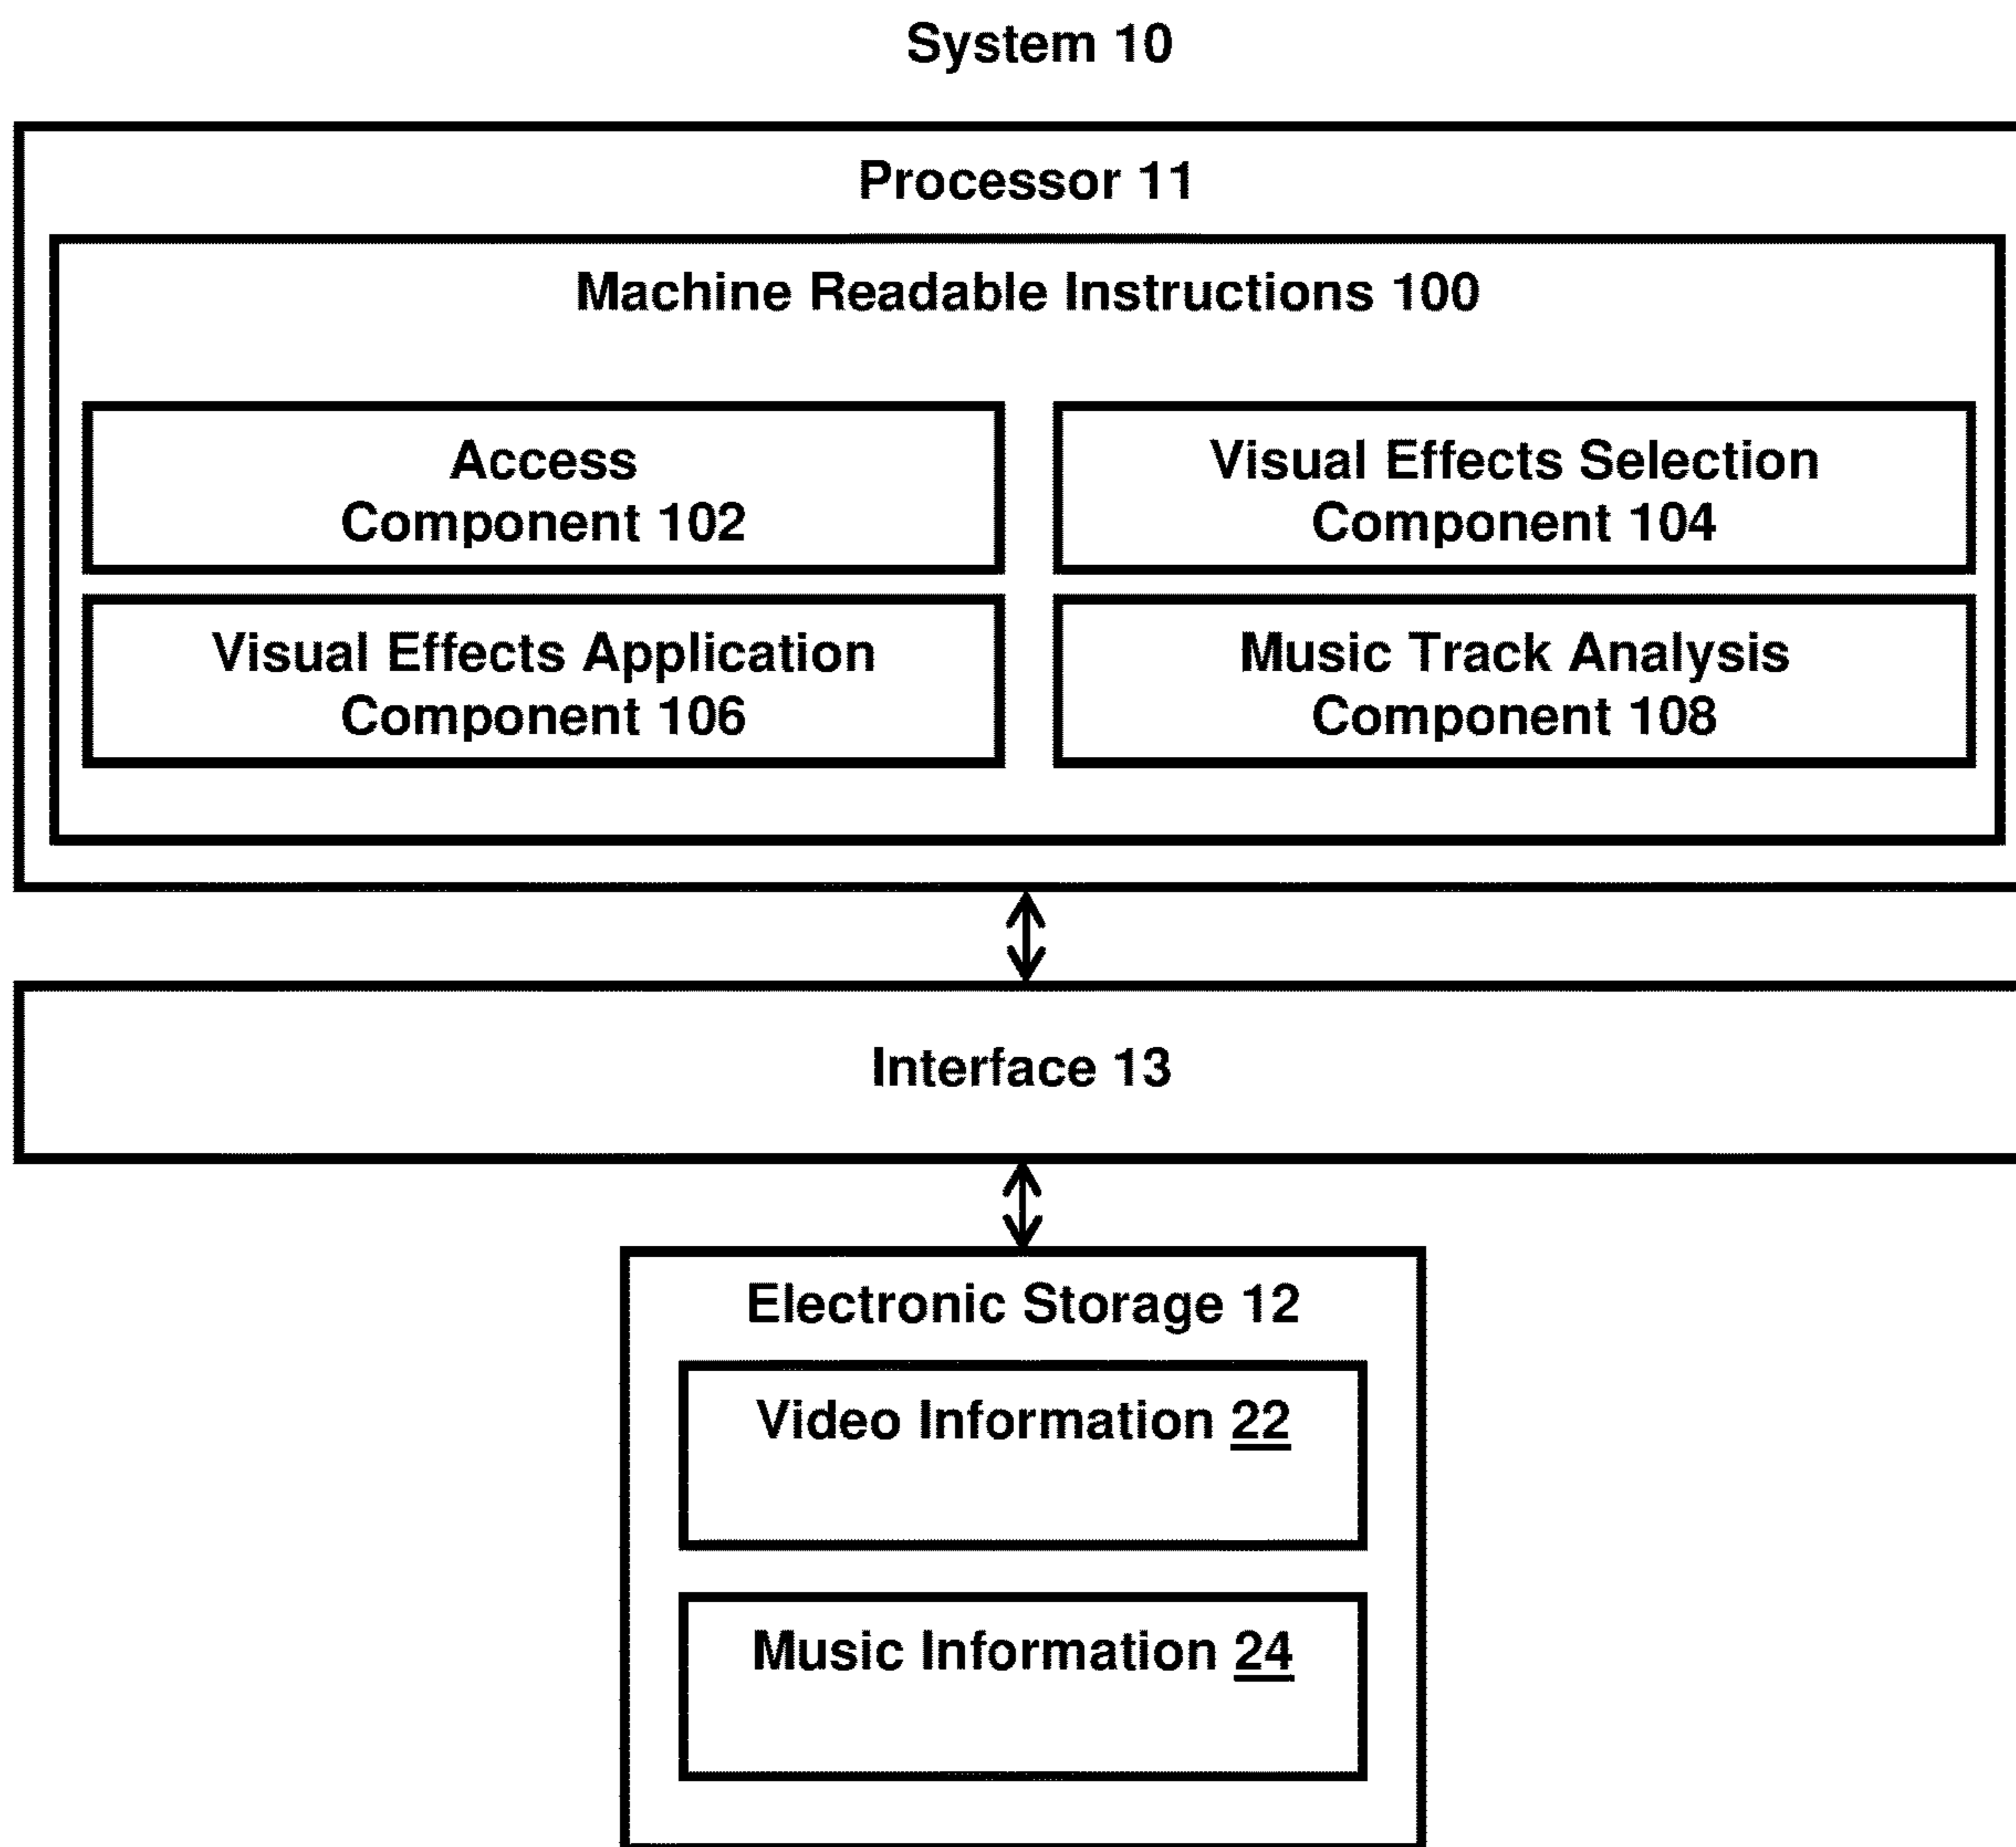 System 10
Processor 11
Machine Readable Instructions 100
Access
Component 102
Visual Effects Selection
Component 104
Visual Effects Application
Component 106
Music Track Analysis
Component 108
Interface 13
Electronic Storage 12
Video Information 22
Music Information 24